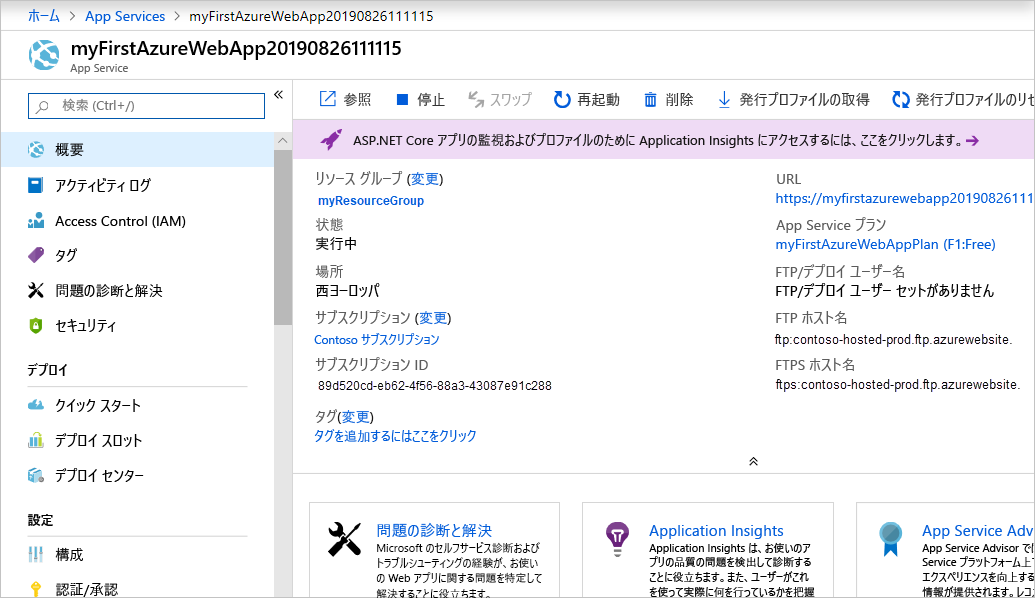 ホーム > App Services > myFirstAzureWebApp20190826111115
myFirstAzureWebApp20190826111115
App Service
検索 (Ctrl+/)
概要
アクティビティ ログ
Access Control (IAM)
タグ
問題の診断と解決
セキュリティ
デプロイ
クイック スタート
デプロイ スロット
デプロイ センター
設定
構成
認証/承認
参照 停止 スワップ 再起動 削除 発行プロファイルの取得 発行プロファイルのリセ
ASP.NET Core アプリの監視およびプロファイルのために Application Insights にアクセスするには、ここをクリックします。→
リソース グループ (変更)
myResourceGroup
状態
実行中
場所
西ヨーロッパ
サブスクリプション (変更)
Contoso サブスクリプション
サブスクリプション ID
89d520cd-eb62-4f56-88a3-43087e91c288
タグ(変更)
タグを追加するにはここをクリック
URL
https://myfirstazurewebapp20190826111
App Service プラン
myFirstAzureWebAppPlan (F1:Free)
FTP/デプロイ ユーザー名
FTP/デプロイ ユーザー セットがありません
FTP ホスト名
ftp:contoso-hosted-prod.ftp.azurewebsite.
FTPS ホスト名
ftps:contoso-hosted-prod.ftp.azurewebsite.
問題の診断と解決
Microsoft のセルフサービス診断および
トラブルシューティングの経験が、お使い
の Web アプリに関する問題を特定して
解決することに役立ちます。
Application Insights
Application Insights は、お使いのア
プリの品質の問題を検出して診断する
ことに役立ちます。また、ユーザーがこれ
を使って実際に何を行っているかを把握
App Service Adv
App Service Advisor で
Service プラットフォーム上
エクスペリエンスを向上する
情報が提供されます。レコ